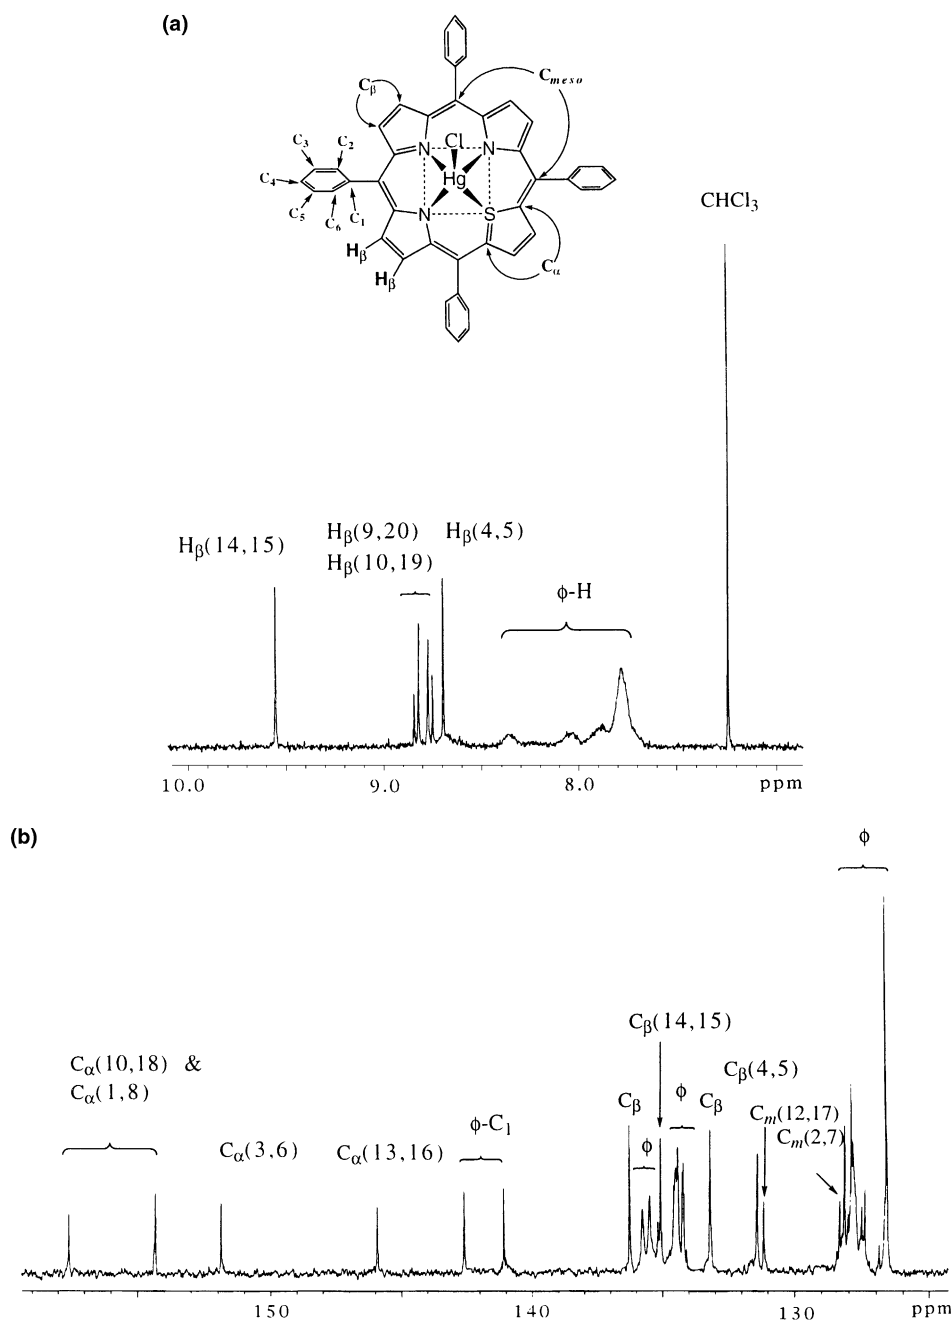 (a)
Cβ
Cmeso
Cl
C3
C2
N
N
C4
Hg
C5
C6
C1
N
S
Hβ
Hβ
Cα
CHCl3
Hβ(14,15)
Hβ(9,20)
Hβ(10,19)
Hβ(4,5)
ϕ-H
10.0 9.0 8.0 ppm
(b)
ϕ
Cβ(14,15)
Cα(10,18) &
Cα(1,8)
Cβ
ϕ
Cβ
Cβ(4,5)
ϕ-C1
Cm(12,17)
Cm(2,7)
Cα(3,6)
Cα(13,16)
ϕ
150 140 130 ppm